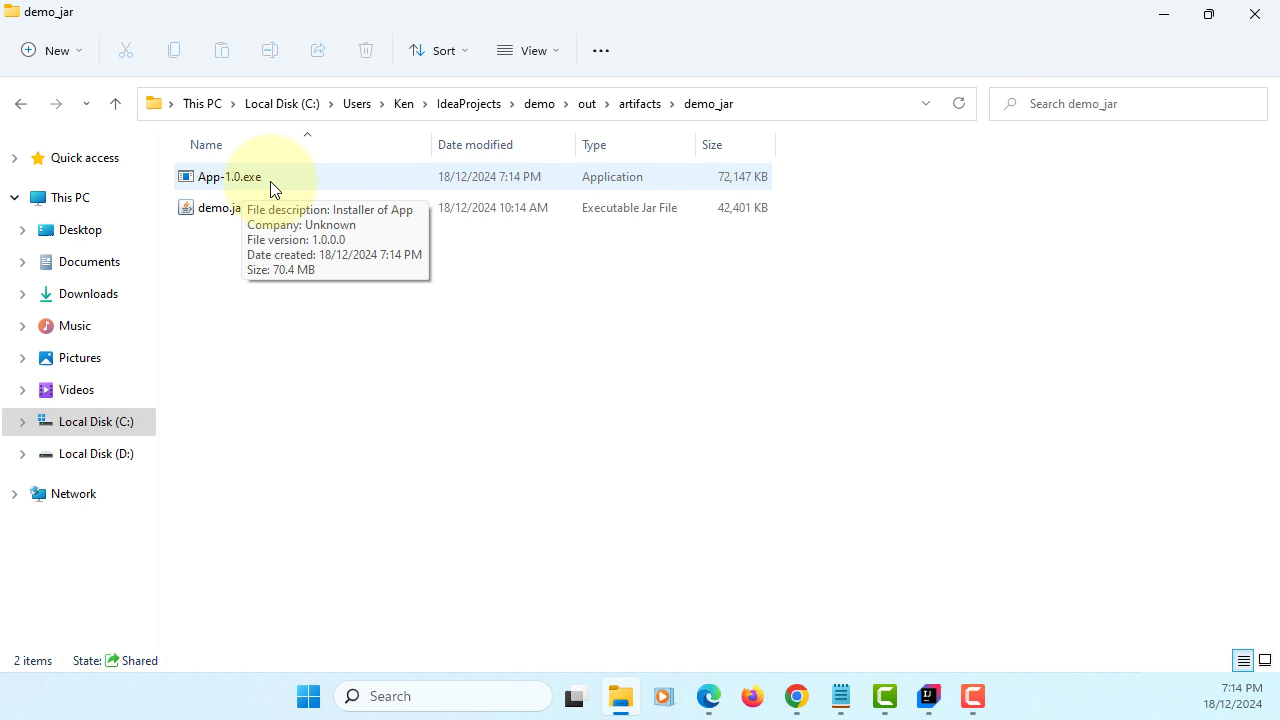 demo_jar
New
Sort
View
This PC
Local Disk (C:)
Users
Ken
IdeaProjects
demo
out
artifacts
demo_jar
Search demo_jar
Name
Date modified
Type
Size
App-1.0.exe
18/12/2024 7:14 PM
Application
72,147 KB
demo.ja
18/12/2024 10:14 AM
Executable Jar File
42,401 KB
File description: Installer of App
Company: Unknown
File version: 1.0.0.0
Date created: 18/12/2024 7:14 PM
Size: 70.4 MB
Quick access
This PC
Desktop
Documents
Downloads
Music
Pictures
Videos
Local Disk (C:)
Local Disk (D:)
Network
2 items
State:
Shared
Search
7:14 PM
18/12/2024